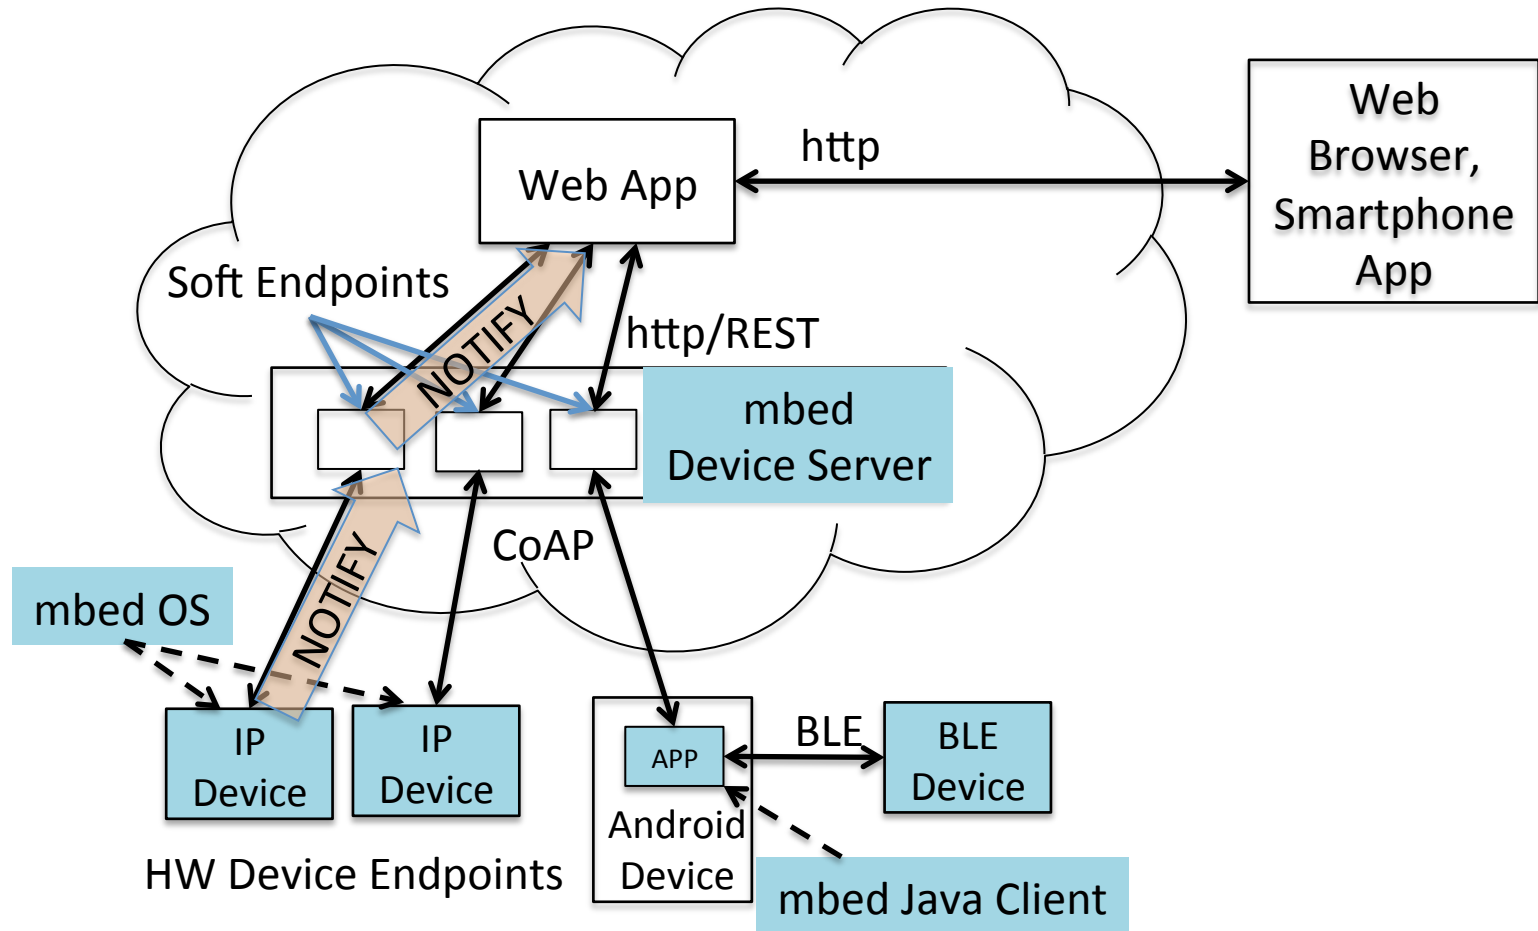 Web
Browser,
Smartphone
App
http
Web App
Soft Endpoints
NOTIFY
http/REST
mbed
Device Server
CoAP
NOTIFY
mbed OS
IP
Device
IP
Device
APP
BLE
BLE
Device
Android
Device
HW Device Endpoints
mbed Java Client